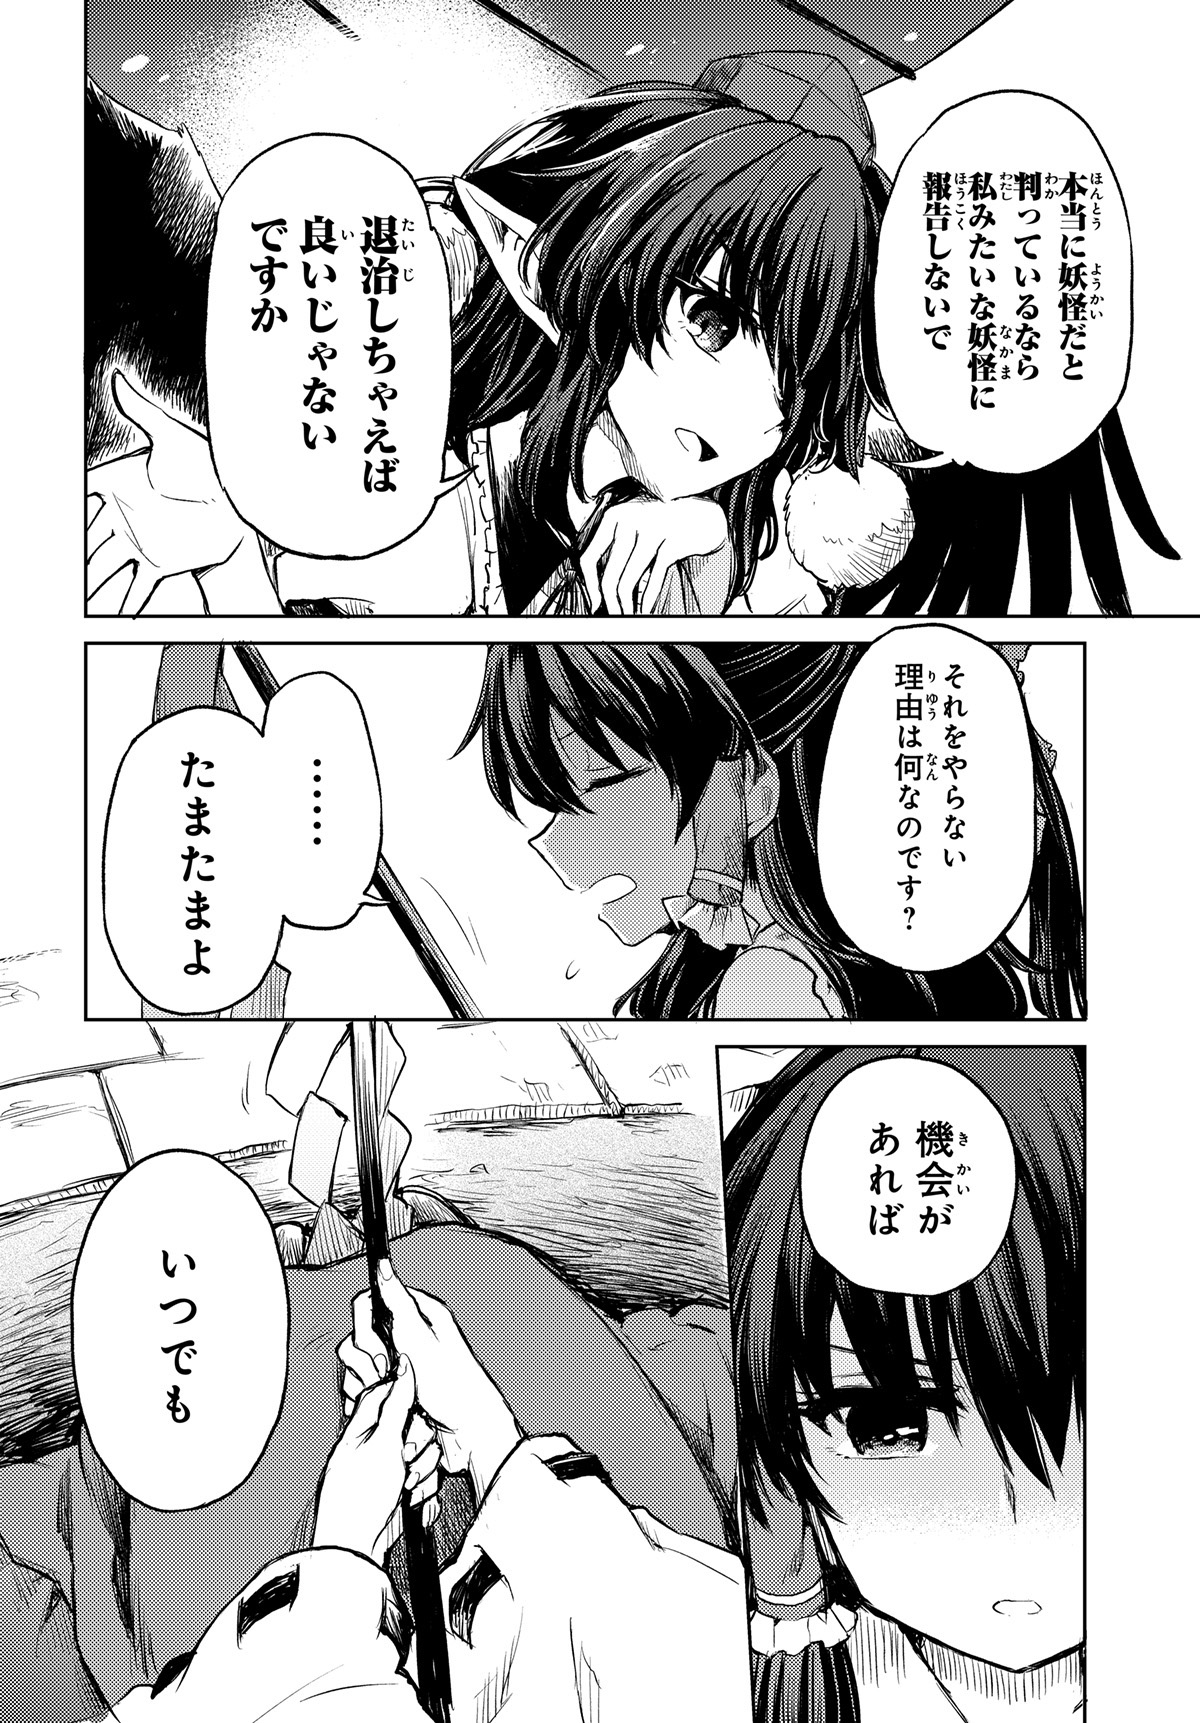 本当に妖怪だと
判っているなら
私みたいな妖怪に
報告しないで
退治しちゃえば
良いじゃない
ですか
それをやらない
理由は何なのです？
……
たまたまよ
機会が
あれば
いつでも